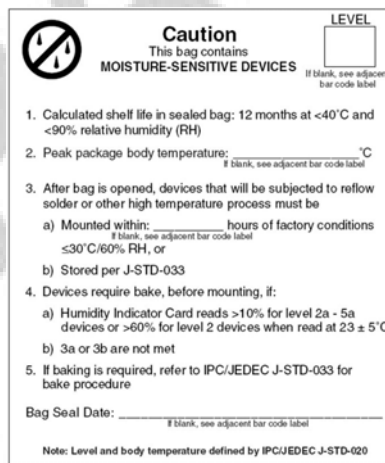 LEVEL
Caution
This bag contains
MOISTURE-SENSITIVE DEVICES
If blank, see adjacent
bar code label
1. Calculated shelf life in sealed bag: 12 months at <40˚C and
<90% relative humidity (RH)
2. Peak package body temperature: ____________________˚C
If blank, see adjacent bar code label
3. After bag is opened, devices that will be subjected to reflow
solder or other high temperature process must be
a) Mounted within: __________ hours of factory conditions
If blank, see adjacent bar code label
≤30˚C/60% RH, or
b) Stored per J-STD-033
4. Devices require bake, before mounting, if:
a) Humidity Indicator Card reads >10% for level 2a - 5a
devices or >60% for level 2 devices when read at 23 ± 5˚C
b) 3a or 3b are not met
5. If baking is required, refer to IPC/JEDEC J-STD-033 for
bake procedure
Bag Seal Date: ____________________________________
If blank, see adjacent bar code label
Note: Level and body temperature defined by IPC/JEDEC J-STD-020